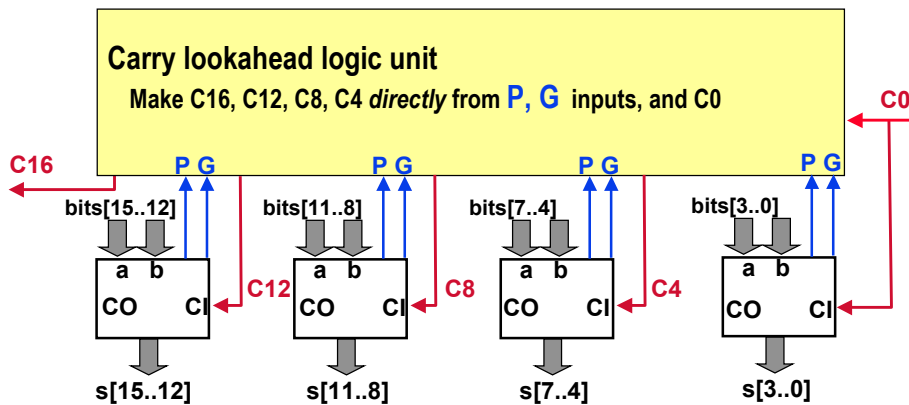 Carry lookahead logic unit
Make C16, C12, C8, C4 directly from P, G inputs, and C0
C0
C16
P G
P G
P G
P G
bits[15..12]
bits[11..8]
bits[7..4]
bits[3..0]
a b
a b
a b
a b
CO CI
C12
CO CI
C8
CO CI
C4
CO CI
s[15..12]
s[11..8]
s[7..4]
s[3..0]